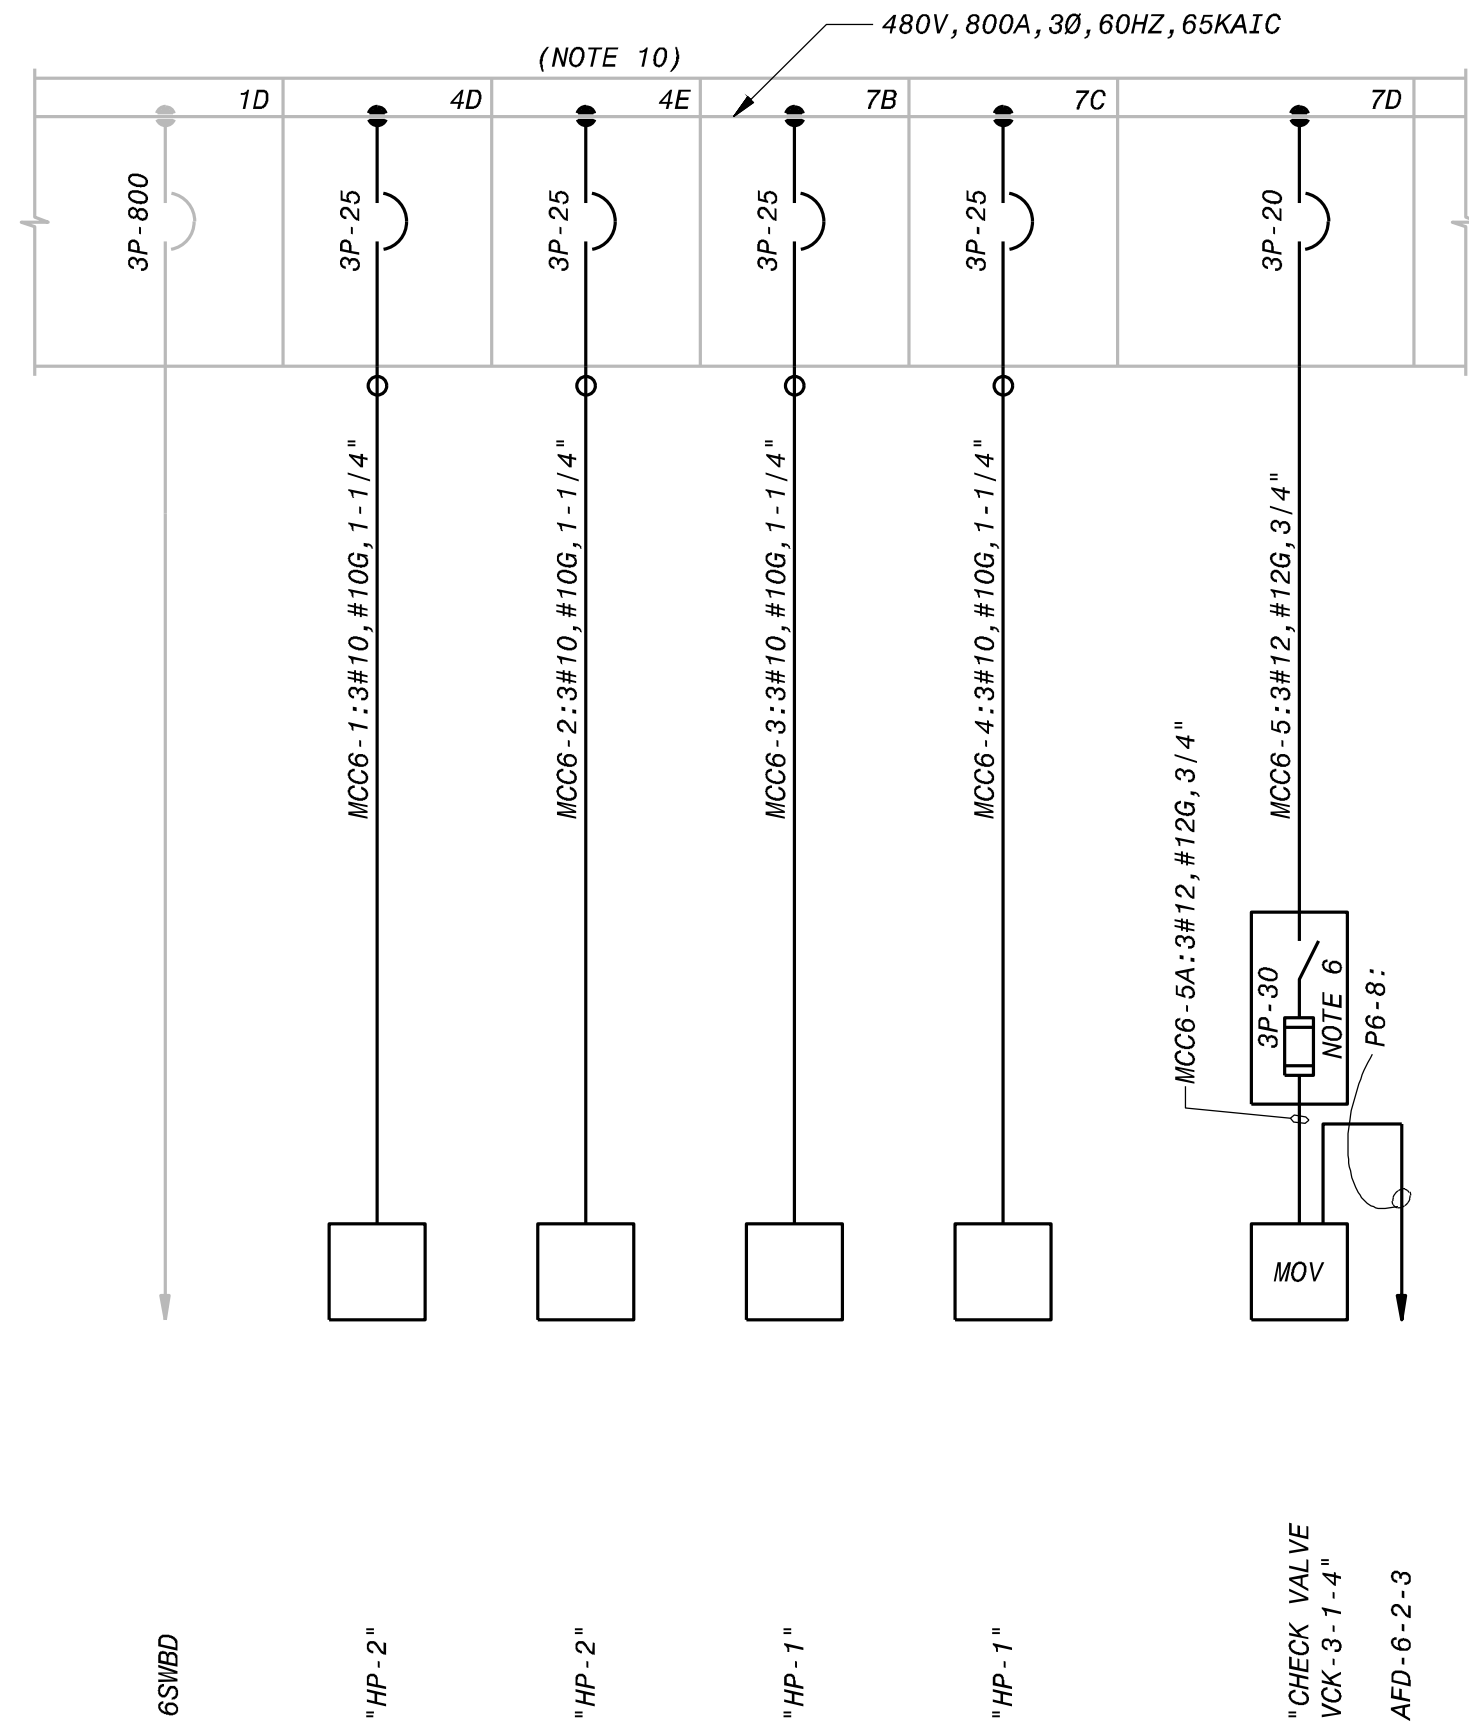 480V,800A,3Ø,60HZ,65KAIC
(NOTE 10)
1D
4D
4E
7B
7C
7D
3P-800
3P-25
3P-25
3P-25
3P-25
3P-20
MCC6-1:3#10,#10G,1-1/4"
MCC6-2:3#10,#10G,1-1/4"
MCC6-3:3#10,#10G,1-1/4"
MCC6-4:3#10,#10G,1-1/4"
MCC6-5:3#12,#12G,3/4"
MCC6-5A:3#12,#12G,3/4"
3P-30
NOTE 6
P6-8:
MOV
6SWBD
"HP-2"
"HP-2"
"HP-1"
"HP-1"
"CHECK VALVE
VCK-3-1-4"
AFD-6-2-3